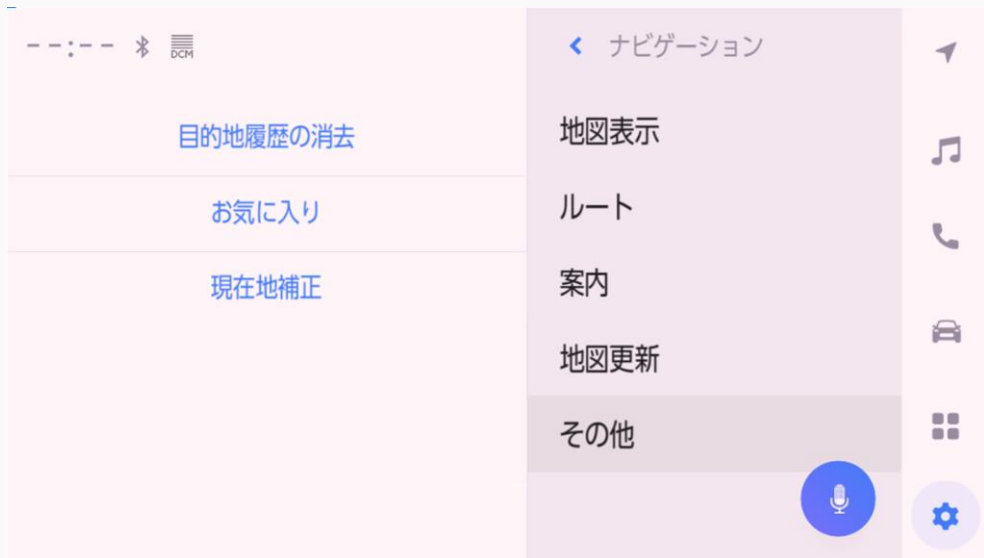 --:--
DCM
目的地履歴の消去
お気に入り
現在地補正
ナビゲーション
地図表示
ルート
案内
地図更新
その他